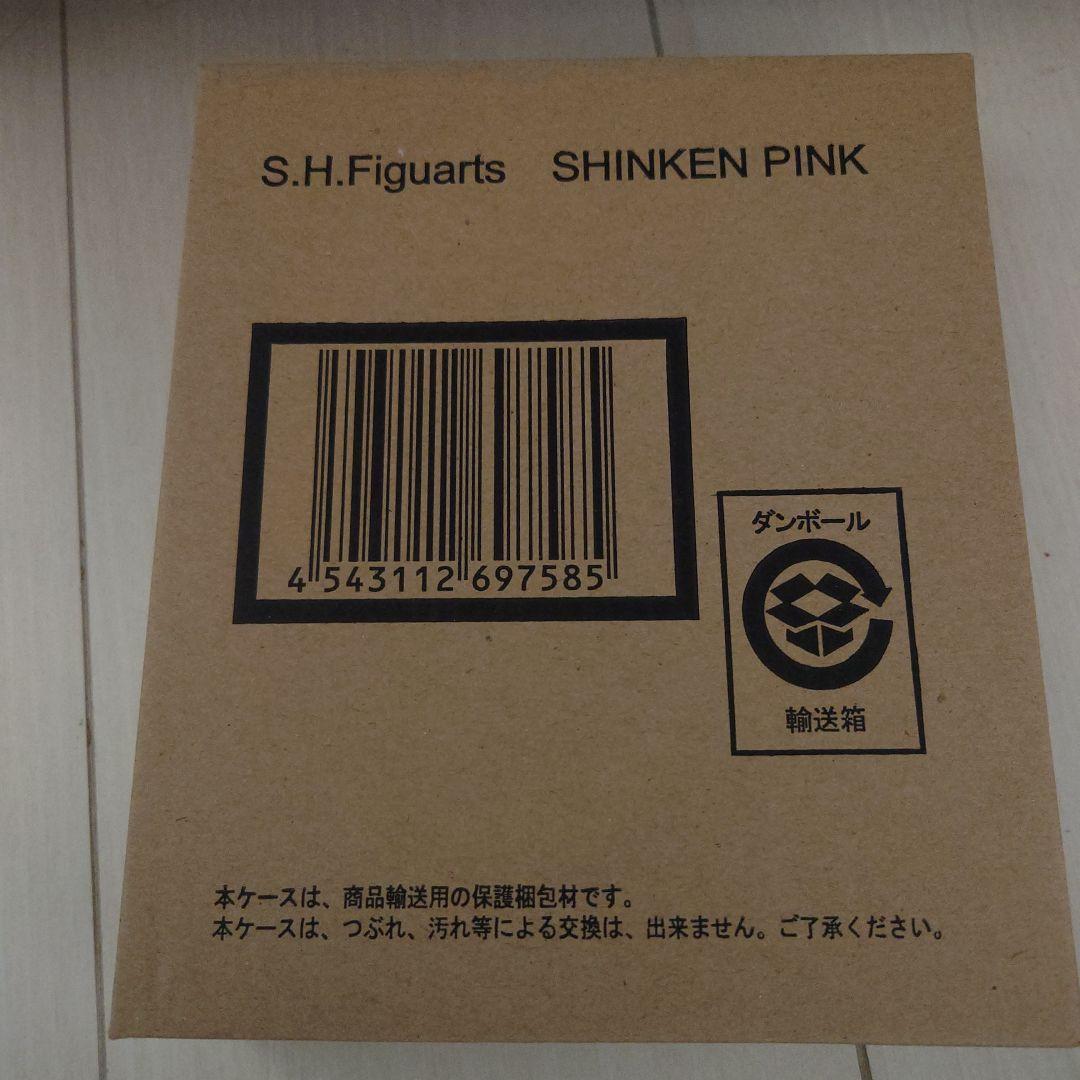 S.H.Figuarts SHINKEN PINK
4 543112 697585
ダンボール
輸送箱
本ケースは、商品輸送用の保護梱包材です。
本ケースは、つぶれ、汚れ等による交換は、出来ません。ご了承ください。